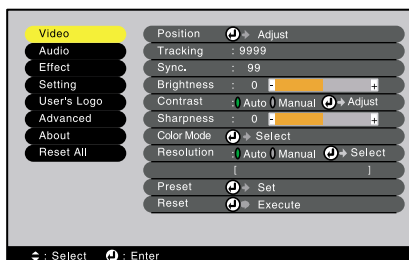 Video
Audio
Effect
Setting
User's Logo
Advanced
About
Reset All
Position Adjust
Tracking : 9999
Sync. : 99
Brightness : 0 - +
Contrast : Auto Manual Adjust
Sharpness : 0 - +
Color Mode Select
Resolution : Auto Manual Select
[ ]
Preset Set
Reset Execute
: Select : Enter